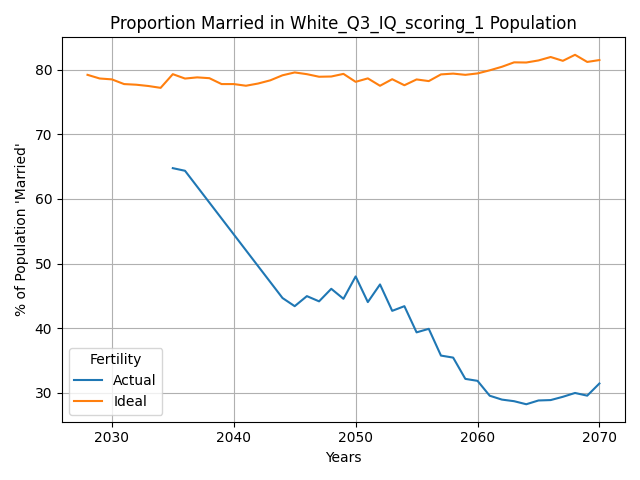 Proportion Married in White_Q3_IQ_scoring_1 Population
% of Population 'Married'
80
70
60
50
40
30
Fertility
Actual
Ideal
2030 2040 2050 2060 2070
Years